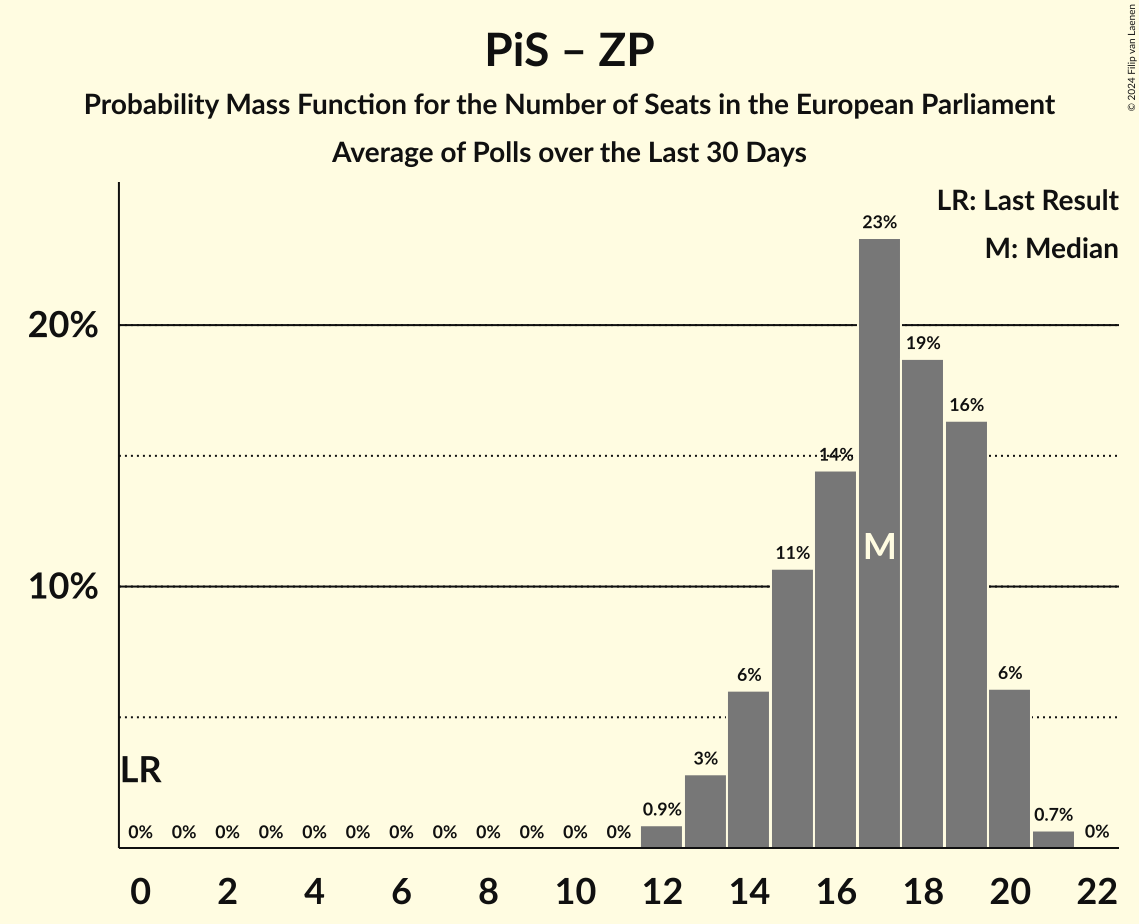 PiS – ZP
Probability Mass Function for the Number of Seats in the European Parliament
Average of Polls over the Last 30 Days
© 2024 Filip van Laenen
LR: Last Result
M: Median
23%
20%
19%
16%
14%
11%
M
10%
6%
6%
3%
LR
0.9%
0.7%
0% 0% 0% 0% 0% 0% 0% 0% 0% 0% 0% 0% 0%
0 2 4 6 8 10 12 14 16 18 20 22